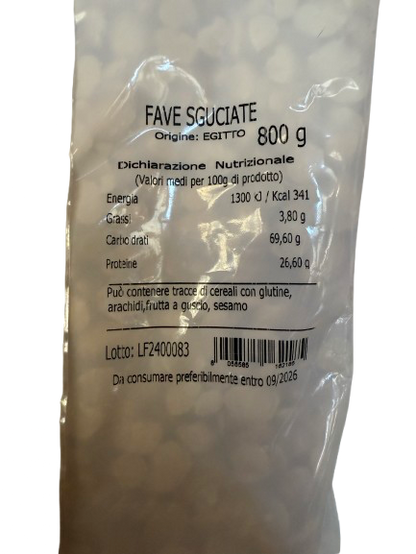 FAVE SGUCIATE
Origine: EGITTO 800 g
Dichiarazione Nutrizionale
(Valori medi per 100g di prodotto)
Energia 1300 kJ / Kcal 341
Grassi 3,80 g
Carboidrati 69,60 g
Proteine 26,60 g
Può contenere tracce di cereali con glutine,
arachidi,frutta a guscio, sesamo
Lotto: LF2400083
Da consumare preferibilmente entro 09/2026